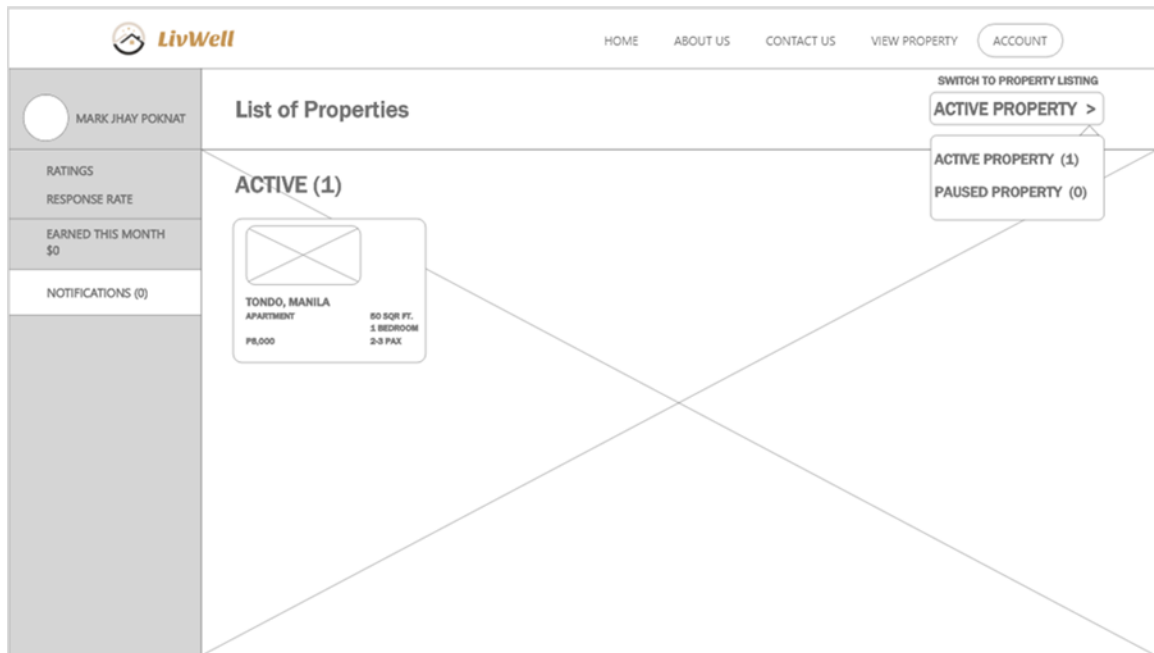 LivWell
HOME ABOUT US CONTACT US VIEW PROPERTY ACCOUNT
MARK JHAY POKNAT
RATINGS
RESPONSE RATE
EARNED THIS MONTH
$0
NOTIFICATIONS (0)
List of Properties
SWITCH TO PROPERTY LISTING
ACTIVE PROPERTY >
ACTIVE PROPERTY (1)
PAUSED PROPERTY (0)
ACTIVE (1)
TONDO, MANILA
APARTMENT 50 SQR FT.
1 BEDROOM
P8,000 2-3 PAX